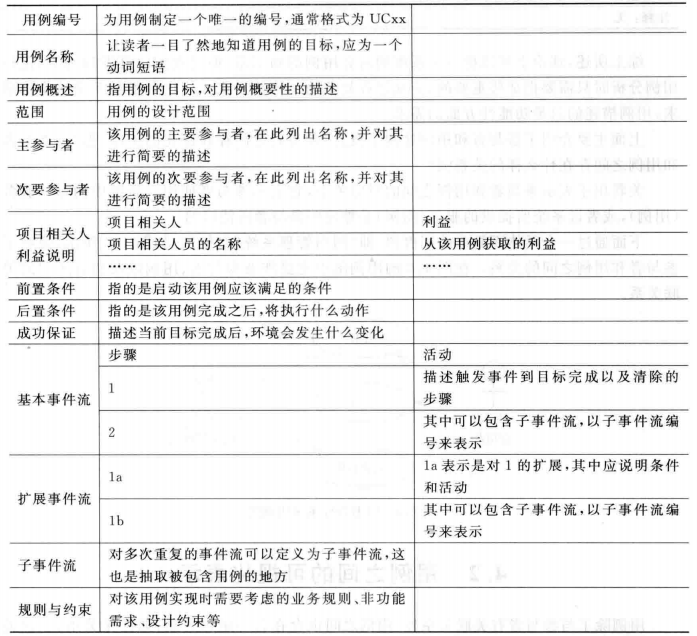 用例编号 为用例制定一个唯一的编号,通常格式为 UCxx
用例名称 让读者一目了然地知道用例的目标,应为一个
动词短语
用例概述 指用例的目标,对用例概要性的描述
范围 用例的设计范围
主参与者 该用例的主要参与者,在此列出名称,并对其
进行简要的描述
次要参与者 该用例的次要参与者,在此列出名称,并对其
进行简要的描述
项目相关人
利益说明
项目相关人 利益
项目相关人员的名称 从该用例获取的利益
…… ……
前置条件 指的是启动该用例应该满足的条件
后置条件 指的是该用例完成之后,将执行什么动作
成功保证 描述当前目标完成后,环境会发生什么变化
基本事件流
步骤 活动
1 描述触发事件到目标完成以及清除的
步骤
2 其中可以包含子事件流,以子事件流编
号来表示
扩展事件流
1a 1a 表示是对 1 的扩展,其中应说明条件
和活动
1b 其中可以包含子事件流,以子事件流编
号来表示
子事件流 对多次重复的事件流可以定义为子事件流,这
也是抽取被包含用例的地方
规则与约束 对该用例实现时需要考虑的业务规则、非功能
需求、设计约束等